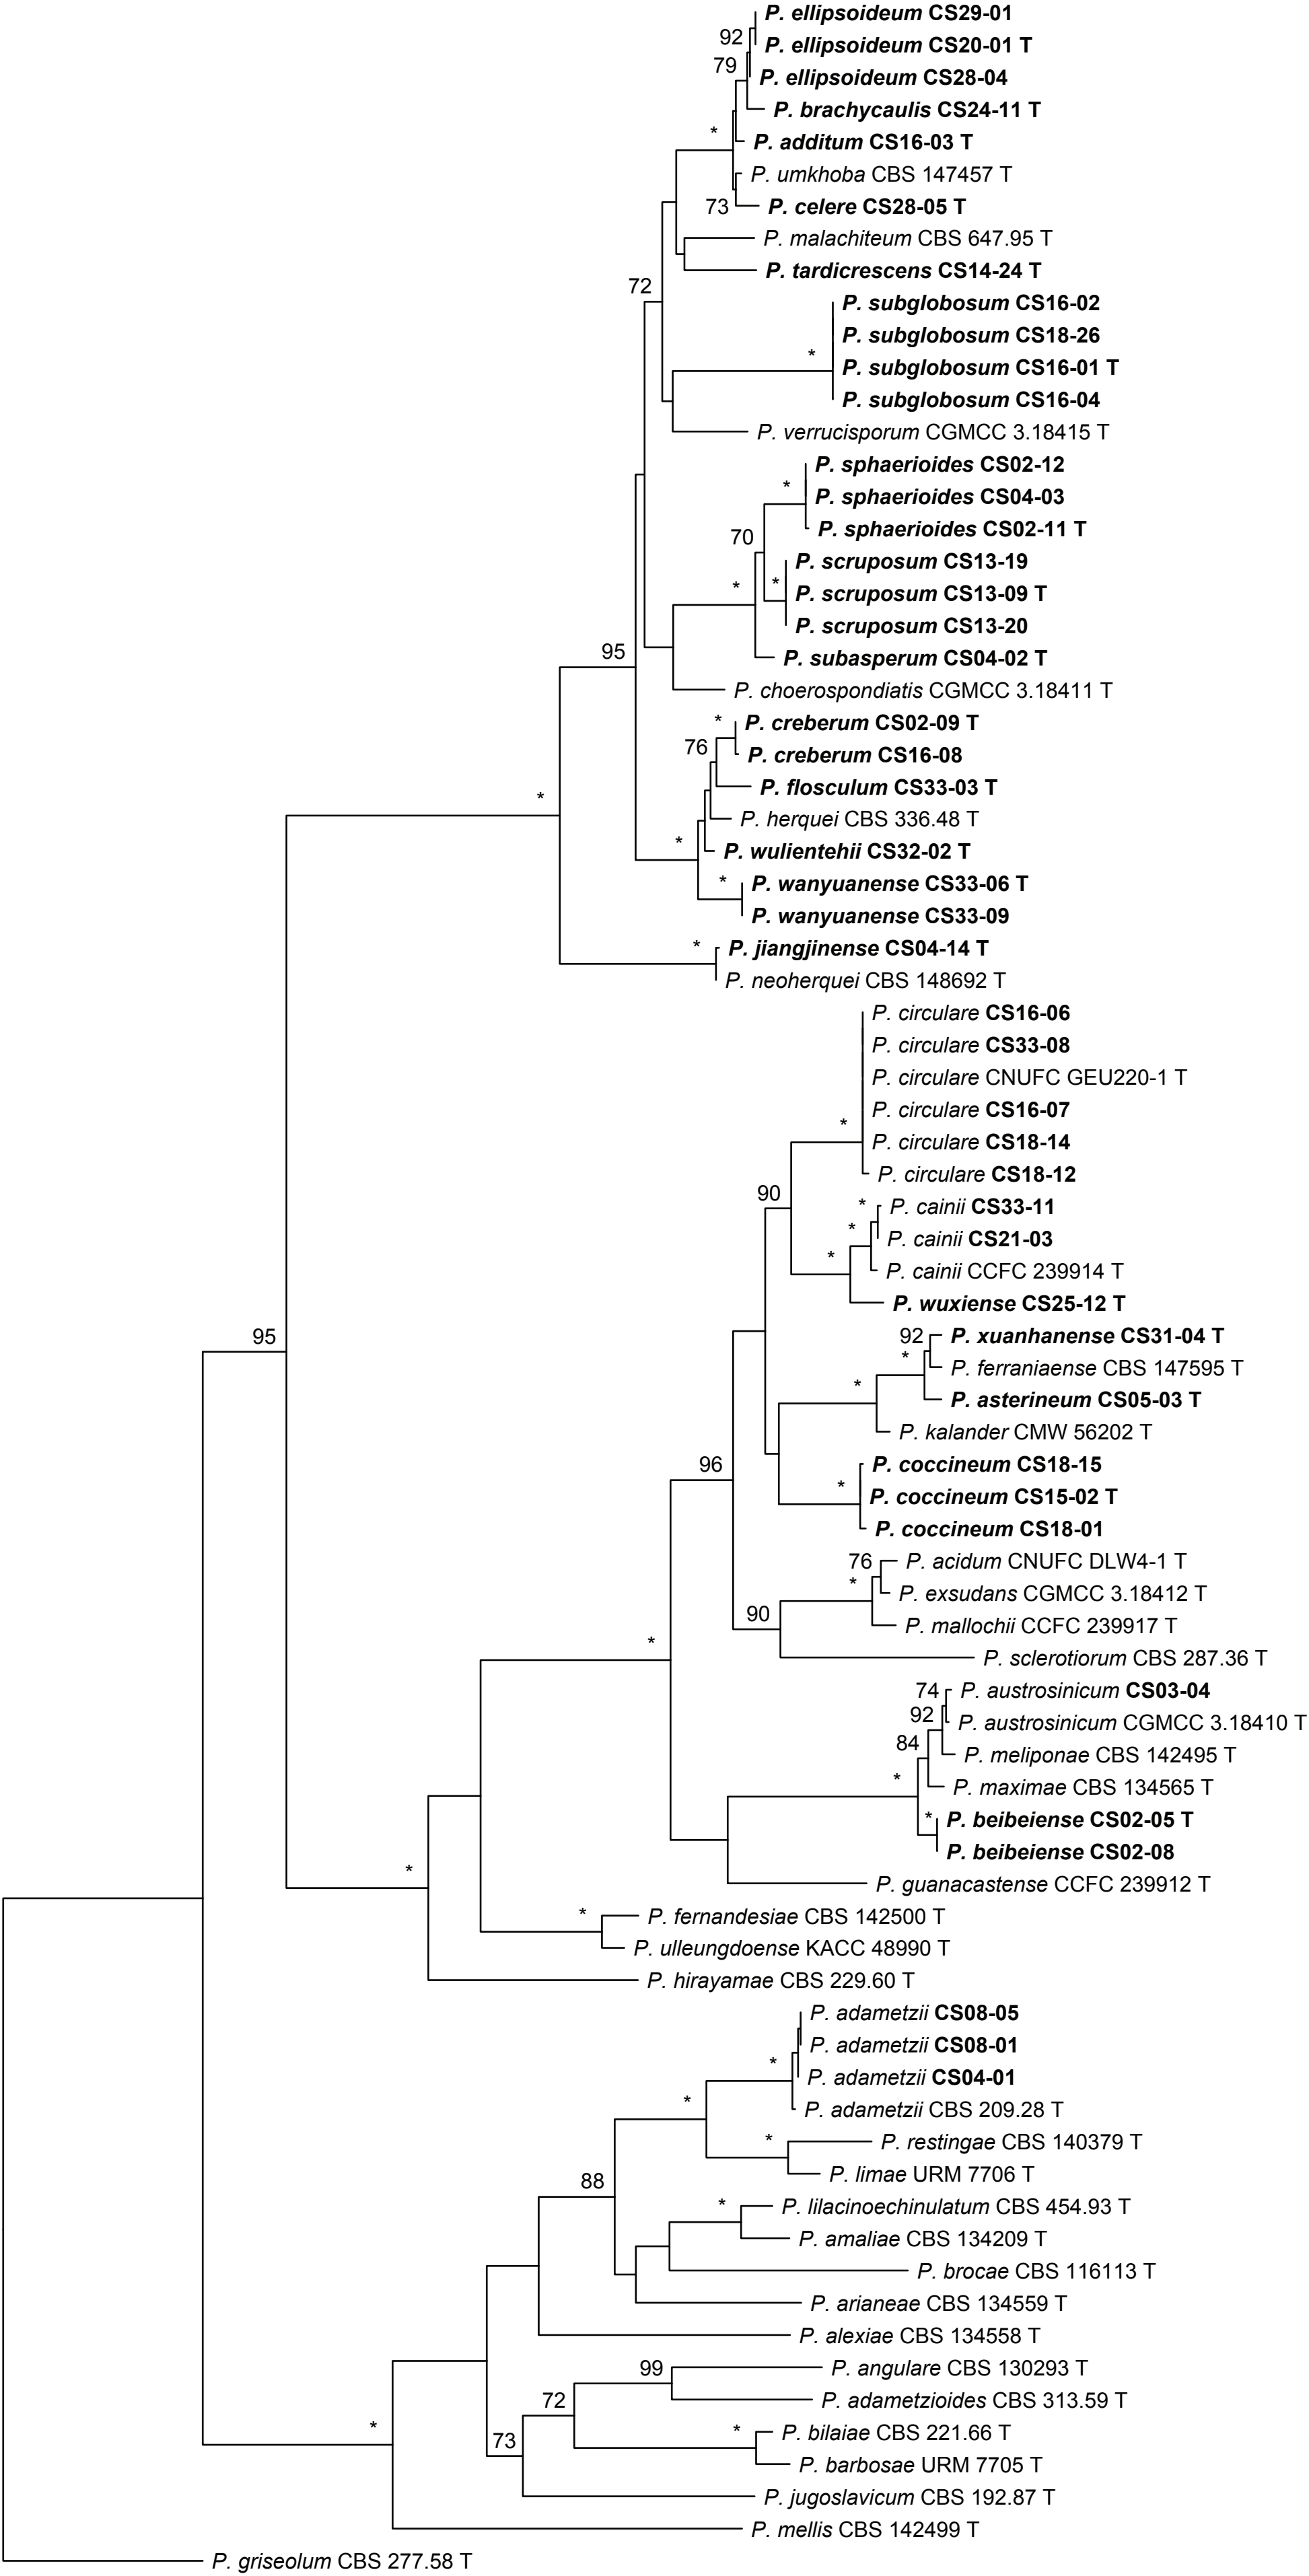 P. ellipsoideum CS29-01
92
P. ellipsoideum CS20-01 T
79
P. ellipsoideum CS28-04
P. brachycaulis CS24-11 T
*
P. additum CS16-03 T
P. umkhoba CBS 147457 T
73
P. celere CS28-05 T
P. malachiteum CBS 647.95 T
P. tardicrescens CS14-24 T
72
P. subglobosum CS16-02
P. subglobosum CS18-26
*
P. subglobosum CS16-01 T
P. subglobosum CS16-04
P. verrucisporum CGMCC 3.18415 T
P. sphaerioides CS02-12
*
P. sphaerioides CS04-03
P. sphaerioides CS02-11 T
70
P. scruposum CS13-19
*
*
P. scruposum CS13-09 T
P. scruposum CS13-20
95
P. subasperum CS04-02 T
P. choerospondiatis CGMCC 3.18411 T
*
P. creberum CS02-09 T
76
P. creberum CS16-08
P. flosculum CS33-03 T
*
P. herquei CBS 336.48 T
*
P. wulientehii CS32-02 T
*
P. wanyuanense CS33-06 T
P. wanyuanense CS33-09
*
P. jiangjinense CS04-14 T
P. neoherquei CBS 148692 T
P. circulare CS16-06
P. circulare CS33-08
P. circulare CNUFC GEU220-1 T
P. circulare CS16-07
*
P. circulare CS18-14
P. circulare CS18-12
90
*
P. cainii CS33-11
*
P. cainii CS21-03
*
P. cainii CCFC 239914 T
P. wuxiense CS25-12 T
95
92
P. xuanhanense CS31-04 T
*
P. ferraniaense CBS 147595 T
*
P. asterineum CS05-03 T
P. kalander CMW 56202 T
96
P. coccineum CS18-15
*
P. coccineum CS15-02 T
P. coccineum CS18-01
76
P. acidum CNUFC DLW4-1 T
*
P. exsudans CGMCC 3.18412 T
90
P. mallochii CCFC 239917 T
*
P. sclerotiorum CBS 287.36 T
74
P. austrosinicum CS03-04
92
P. austrosinicum CGMCC 3.18410 T
84
P. meliponae CBS 142495 T
*
P. maximae CBS 134565 T
*
P. beibeiense CS02-05 T
P. beibeiense CS02-08
*
P. guanacastense CCFC 239912 T
*
P. fernandesiae CBS 142500 T
P. ulleungdoense KACC 48990 T
P. hirayamae CBS 229.60 T
P. adametzii CS08-05
P. adametzii CS08-01
*
P. adametzii CS04-01
*
P. adametzii CBS 209.28 T
*
P. restingae CBS 140379 T
88
P. limae URM 7706 T
*
P. lilacinoechinulatum CBS 454.93 T
P. amaliae CBS 134209 T
P. brocae CBS 116113 T
P. arianeae CBS 134559 T
P. alexiae CBS 134558 T
99
P. angulare CBS 130293 T
72
P. adametzioides CBS 313.59 T
*
73
*
P. bilaiae CBS 221.66 T
P. barbosae URM 7705 T
P. jugoslavicum CBS 192.87 T
P. mellis CBS 142499 T
P. griseolum CBS 277.58 T